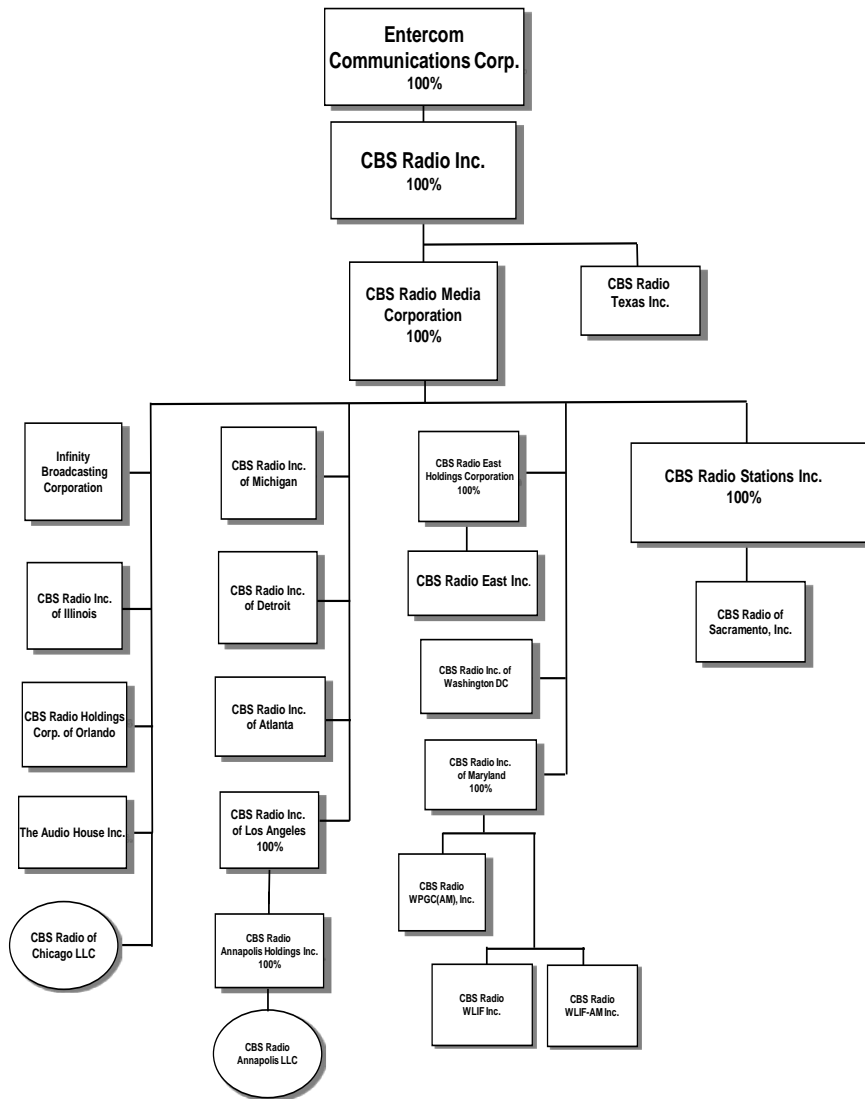 Entercom
Communications Corp.
100%
CBS Radio Inc.
100%
CBS Radio Media
Corporation
100%
CBS Radio
Texas Inc.
Infinity
Broadcasting
Corporation
CBS Radio Inc.
of Michigan
CBS Radio East
Holdings Corporation
100%
CBS Radio Stations Inc.
100%
CBS Radio Inc.
of Illinois
CBS Radio Inc.
of Detroit
CBS Radio East Inc.
CBS Radio of
Sacramento, Inc.
CBS Radio Holdings
Corp. of Orlando
CBS Radio Inc.
of Atlanta
CBS Radio Inc. of
Washington DC
The Audio House Inc.
CBS Radio Inc.
of Los Angeles
100%
CBS Radio Inc.
of Maryland
100%
CBS Radio of
Chicago LLC
CBS Radio
Annapolis Holdings Inc.
100%
CBS Radio
WPGC(AM), Inc.
CBS Radio
Annapolis LLC
CBS Radio
WLIF Inc.
CBS Radio
WLIF-AM Inc.